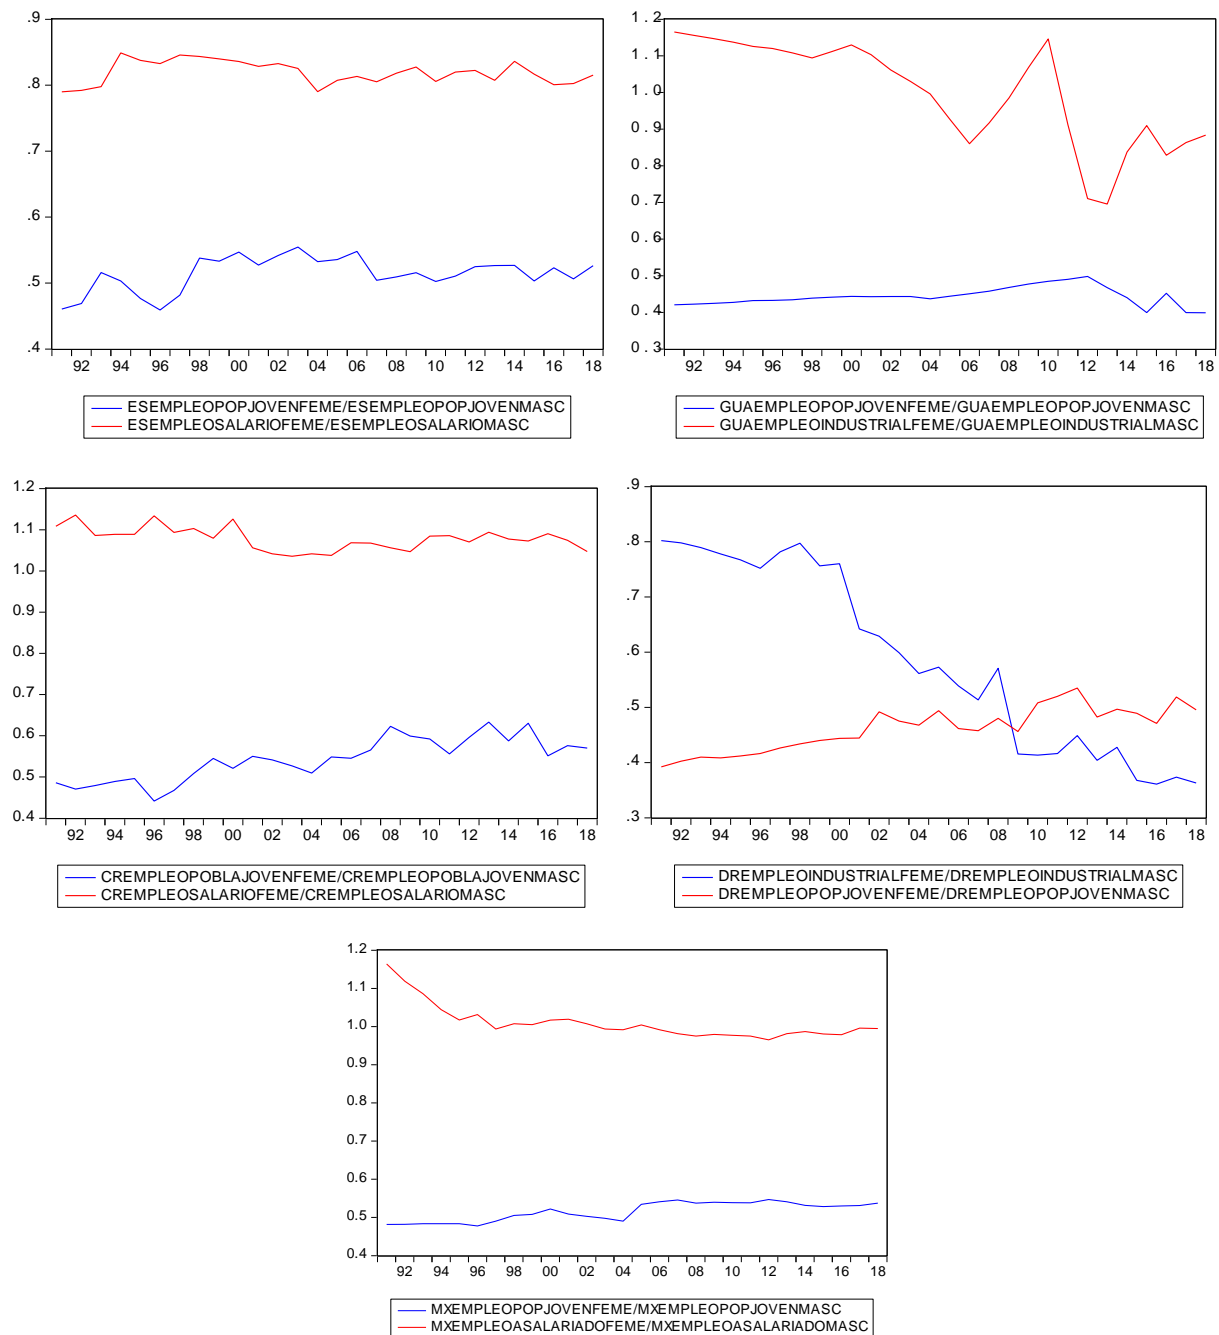 .9
.8
.7
.6
.5
.4
92 94 96 98 00 02 04 06 08 10 12 14 16 18
ESEMPLEOPOPJOVENFEME/ESEMPLEOPOPJOVENMASC
ESEMPLEOSALARIOFEME/ESEMPLEOSALARIOMASC
1.2
1.1
1.0
0.9
0.8
0.7
0.6
0.5
0.4
0.3
92 94 96 98 00 02 04 06 08 10 12 14 16 18
GUAEMPLEOPOPJOVENFEME/GUAEMPLEOPOPJOVENMASC
GUAEMPLEOINDUSTRIALFEME/GUAEMPLEOINDUSTRIALMASC
1.2
1.1
1.0
0.9
0.8
0.7
0.6
0.5
0.4
92 94 96 98 00 02 04 06 08 10 12 14 16 18
CREMPLEOPOBLAJOVENFEME/CREMPLEOPOBLAJOVENMASC
CREMPLEOSALARIOFEME/CREMPLEOSALARIOMASC
.9
.8
.7
.6
.5
.4
.3
92 94 96 98 00 02 04 06 08 10 12 14 16 18
DREMPLEOINDUSTRIALFEME/DREMPLEOINDUSTRIALMASC
DREMPLEOPOPJOVENFEME/DREMPLEOPOPJOVENMASC
1.2
1.1
1.0
0.9
0.8
0.7
0.6
0.5
0.4
92 94 96 98 00 02 04 06 08 10 12 14 16 18
MXEMPLEOPOPJOVENFEME/MXEMPLEOPOPJOVENMASC
MXEMPLEOASALARIADOFEME/MXEMPLEOASALARIADOMASC